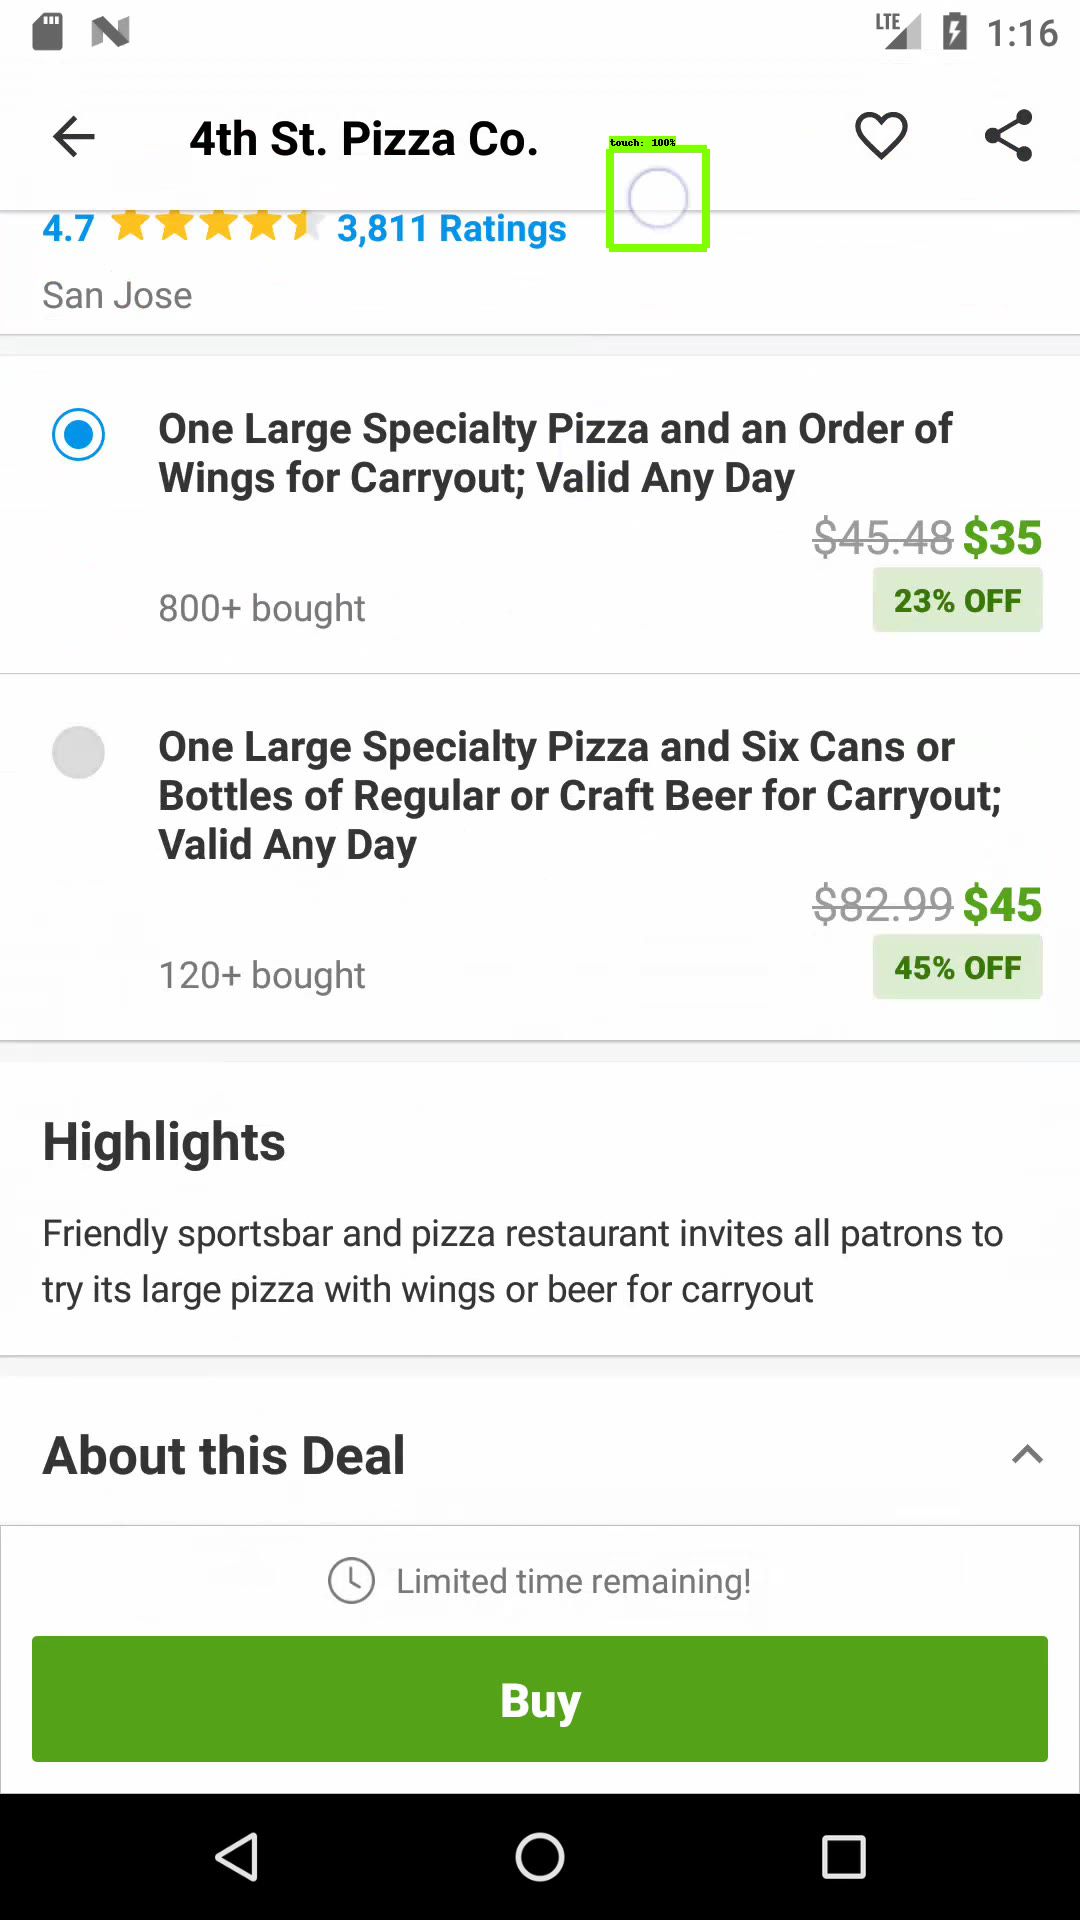 LTE 1:16
4th St. Pizza Co.
touch: 100%
4.7 3,811 Ratings
San Jose
One Large Specialty Pizza and an Order of
Wings for Carryout; Valid Any Day
$45.48 $35
800+ bought
23% OFF
One Large Specialty Pizza and Six Cans or
Bottles of Regular or Craft Beer for Carryout;
Valid Any Day
$82.99 $45
120+ bought
45% OFF
Highlights
Friendly sportsbar and pizza restaurant invites all patrons to
try its large pizza with wings or beer for carryout
About this Deal
Limited time remaining!
Buy